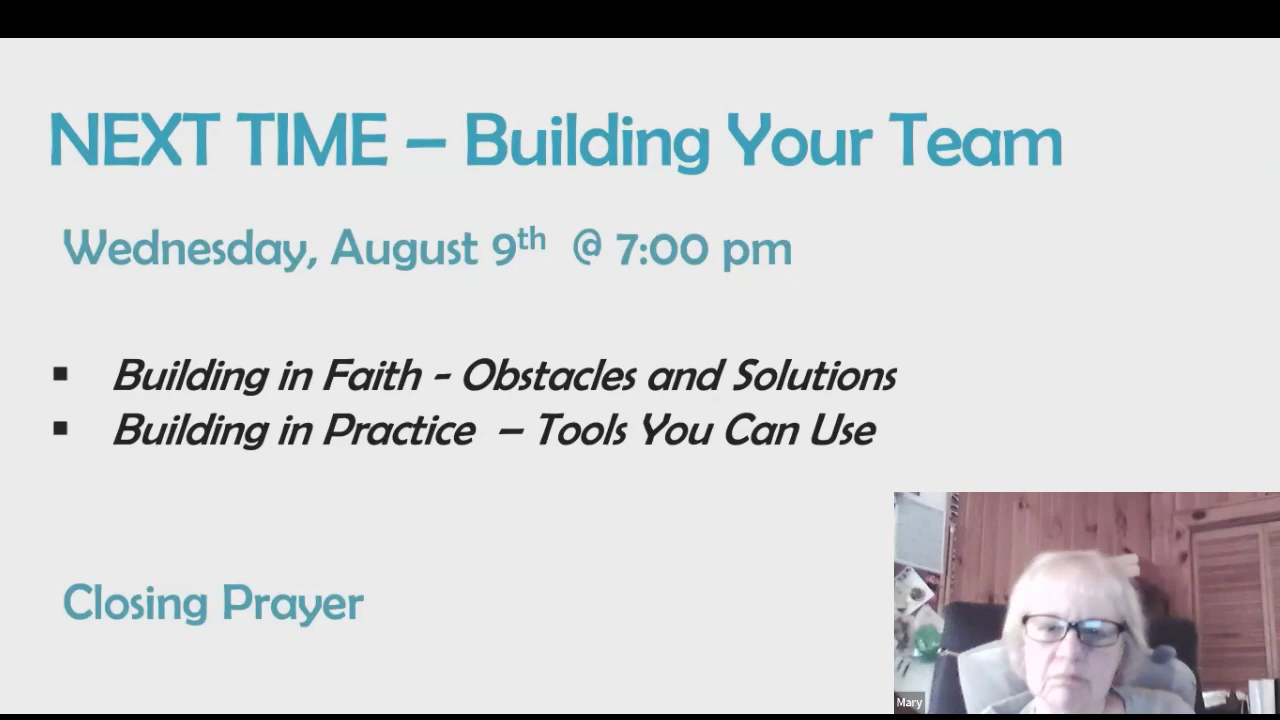 NEXT TIME – Building Your Team
Wednesday, August 9th @ 7:00 pm
▪ Building in Faith - Obstacles and Solutions
▪ Building in Practice – Tools You Can Use
Closing Prayer
Mary